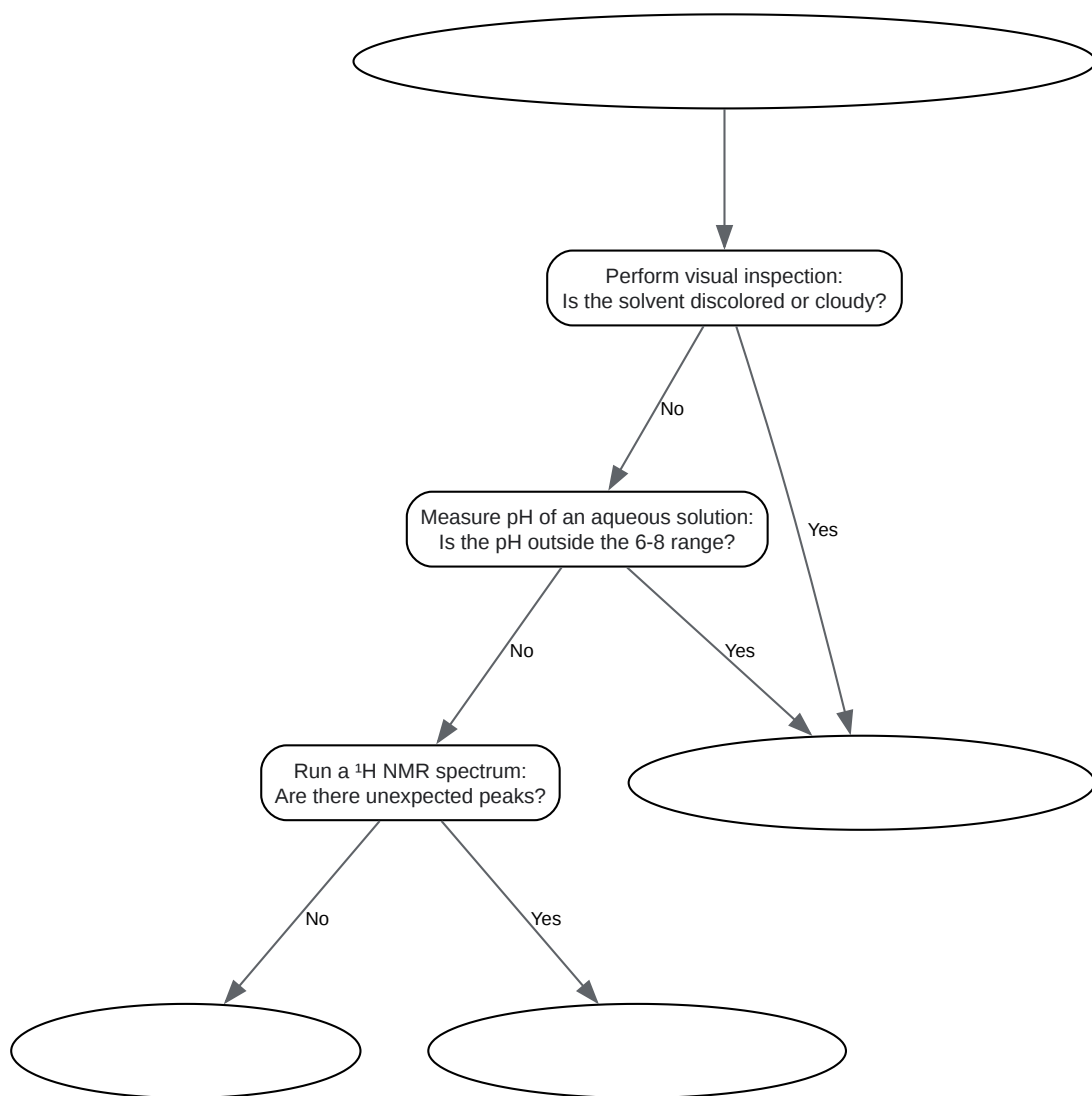 Perform visual inspection:
Is the solvent discolored or cloudy?
No
Measure pH of an aqueous solution:
Is the pH outside the 6-8 range?
Yes
No
Yes
Run a ¹H NMR spectrum:
Are there unexpected peaks?
No
Yes